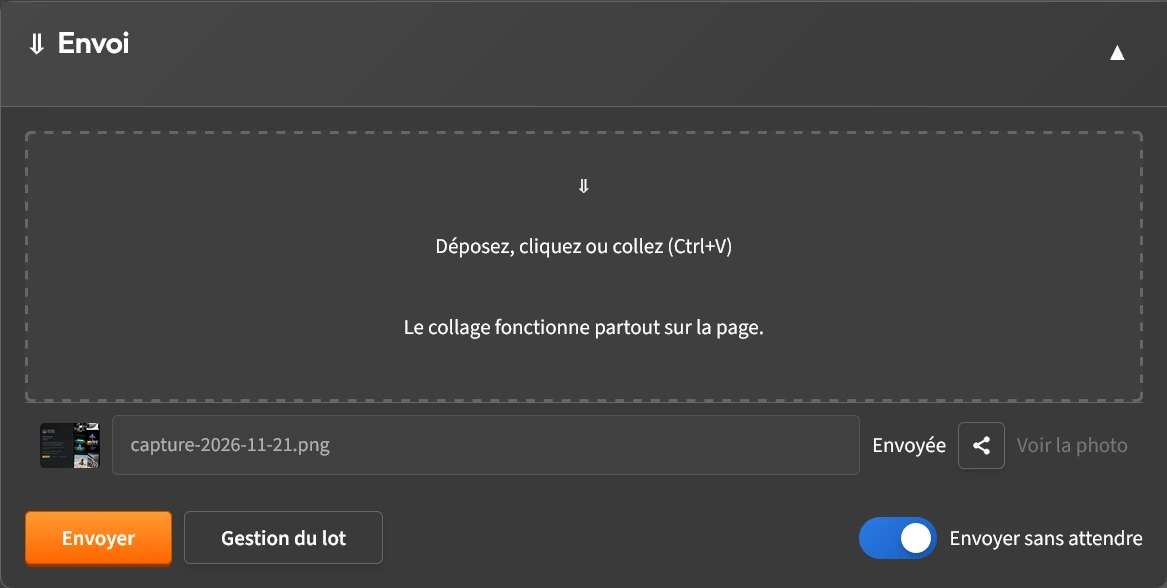 ⇓ Envoi
▲
⇓
Déposez, cliquez ou collez (Ctrl+V)
Le collage fonctionne partout sur la page.
capture-2026-11-21.png
Envoyée
Voir la photo
Envoyer
Gestion du lot
Envoyer sans attendre